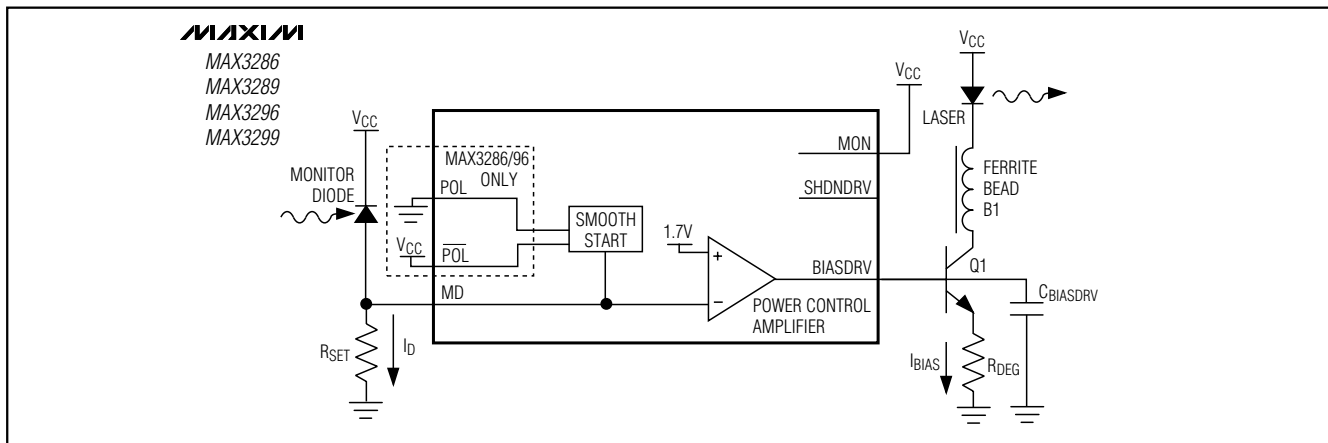 MAXIM
MAX3286
MAX3289
MAX3296
MAX3299
VCC
MONITOR
DIODE
MAX3286/96
ONLY
POL
VCC
POL
MD
RSET
ID
SMOOTH
START
1.7V
+
−
POWER CONTROL
AMPLIFIER
MON
SHDNDRV
BIASDRV
VCC
VCC
LASER
FERRITE
BEAD
B1
Q1
CBIASDRV
IBIAS
RDEG